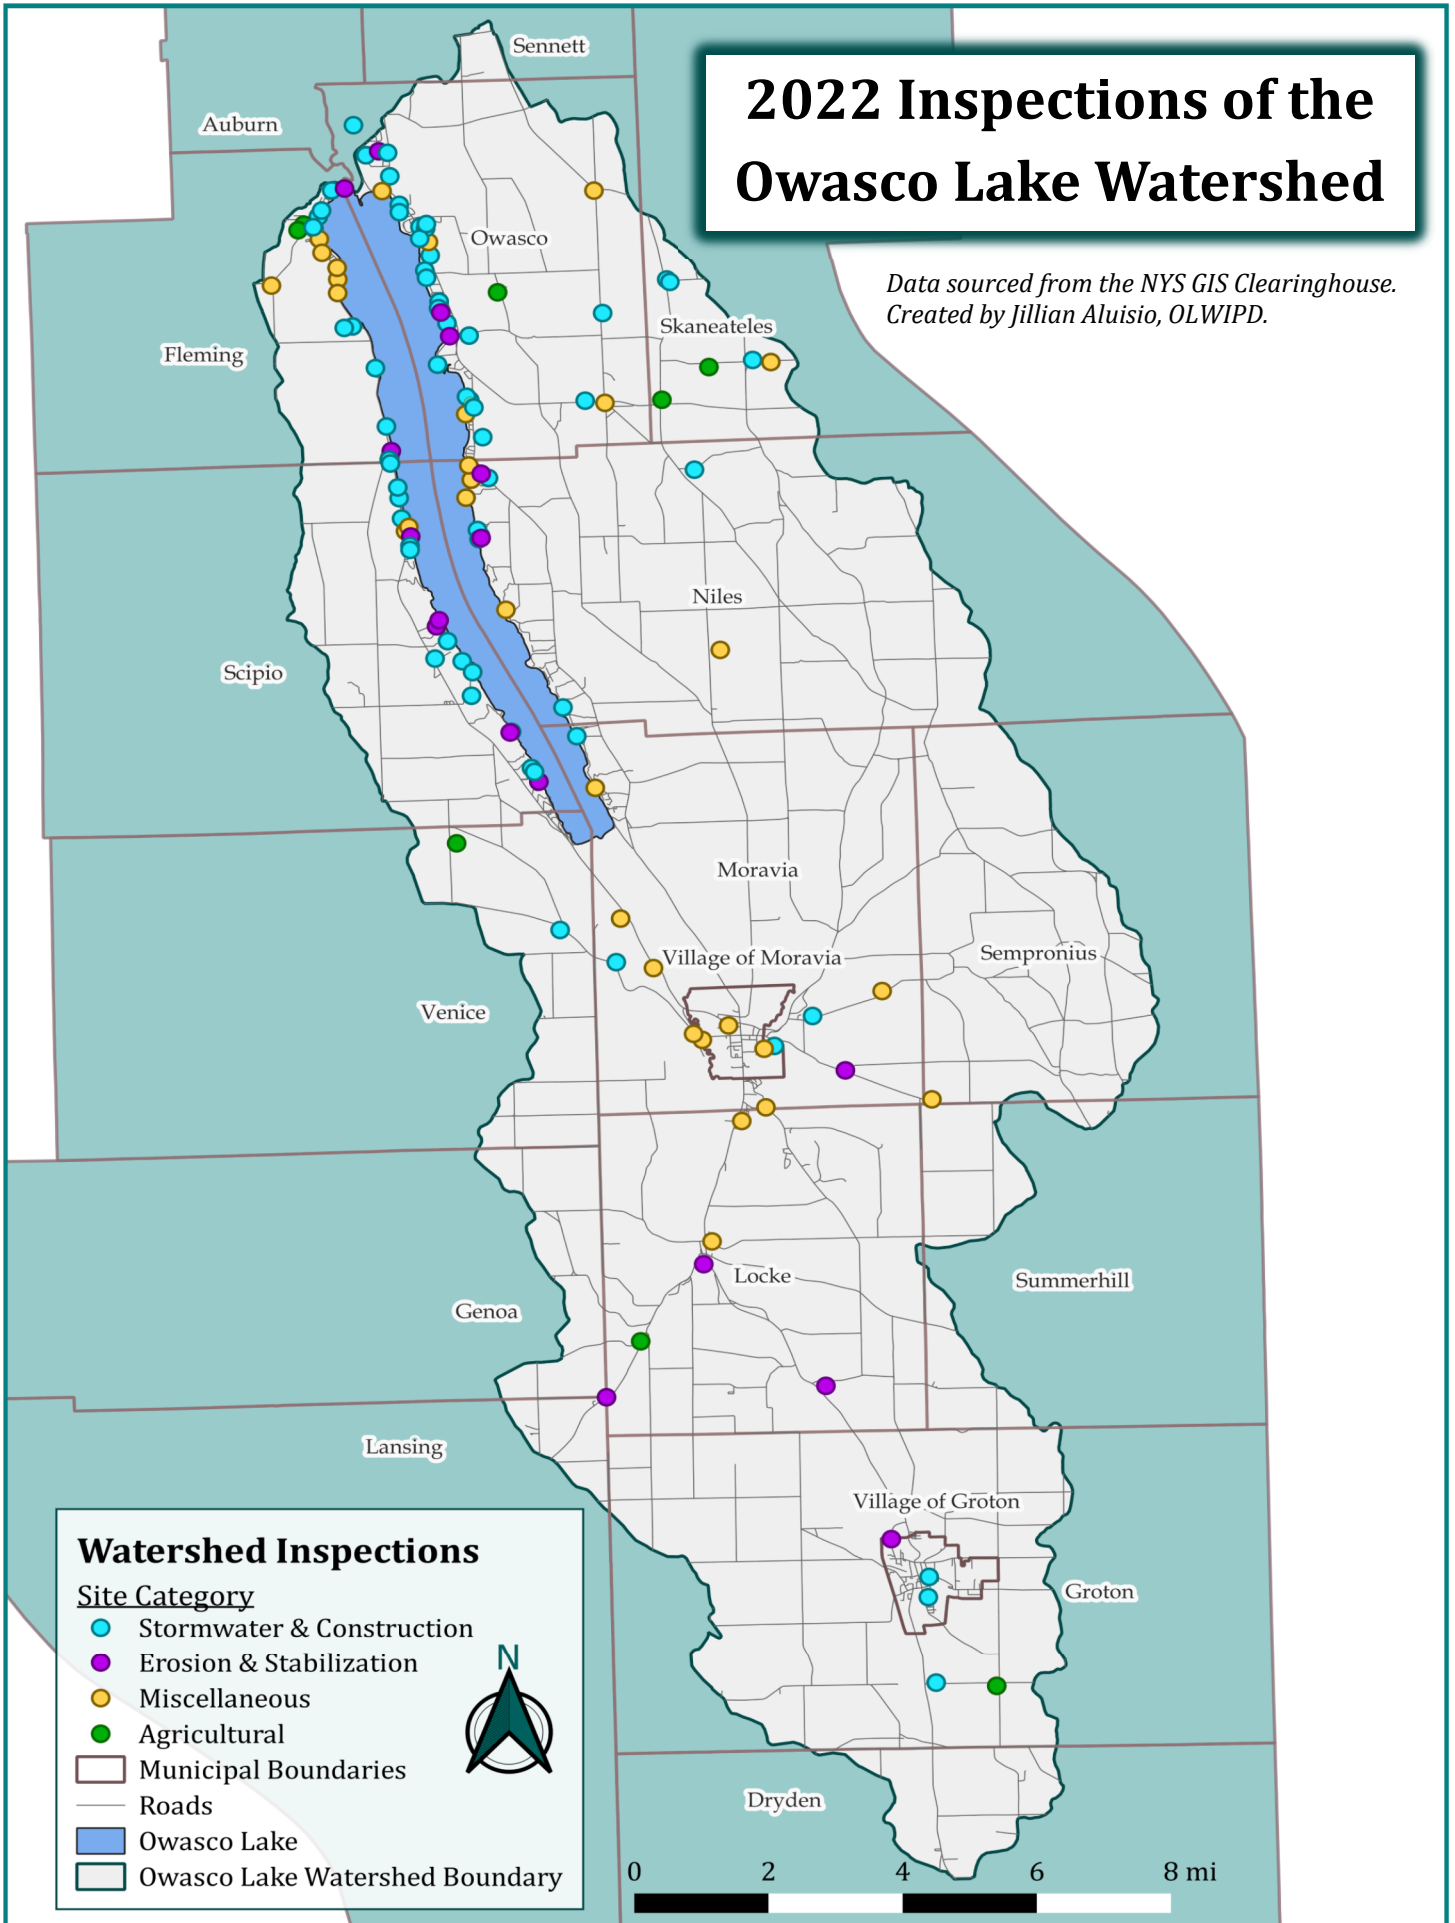 Sennett
2022 Inspections of the
Owasco Lake Watershed
Auburn
Owasco
Data sourced from the NYS GIS Clearinghouse.
Created by Jillian Aluisio, OLWIPD.
Skaneateles
Fleming
Niles
Scipio
Moravia
Village of Moravia
Sempronius
Venice
Locke
Summerhill
Genoa
Lansing
Village of Groton
Groton
Dryden
Watershed Inspections
Site Category
Stormwater & Construction
Erosion & Stabilization
Miscellaneous
Agricultural
Municipal Boundaries
Roads
Owasco Lake
Owasco Lake Watershed Boundary
N
0 2 4 6 8 mi